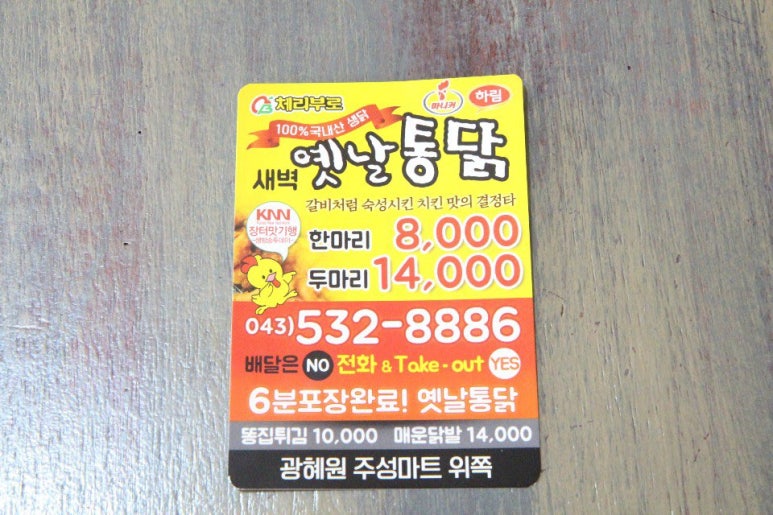 체리부로 마니커 하림
100%국내산 생닭
새벽 옛날통닭
갈비처럼 숙성시킨 치킨 맛의 결정타
KNN
장터맛기행
한마리 8,000
두마리 14,000
043)532-8886
배달은 NO 전화 & Take-out YES
6분포장완료! 옛날통닭
똥집튀김 10,000 매운닭발 14,000
광혜원 주성마트 위쪽